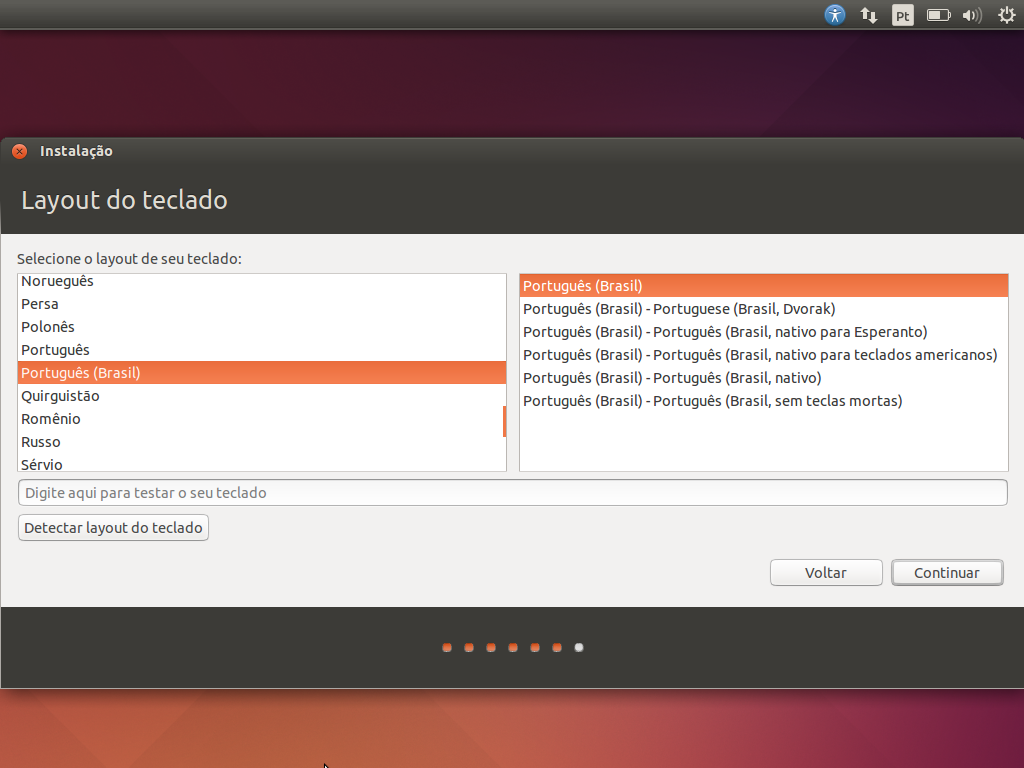 Pt
Instalação
Layout do teclado
Selecione o layout de seu teclado:
Norueguês
Persa
Polonês
Português
Português (Brasil)
Quirguistão
Romênio
Russo
Sérvio
Português (Brasil)
Português (Brasil) - Portuguese (Brasil, Dvorak)
Português (Brasil) - Português (Brasil, nativo para Esperanto)
Português (Brasil) - Português (Brasil, nativo para teclados americanos)
Português (Brasil) - Português (Brasil, nativo)
Português (Brasil) - Português (Brasil, sem teclas mortas)
Digite aqui para testar o seu teclado
Detectar layout do teclado
Voltar
Continuar